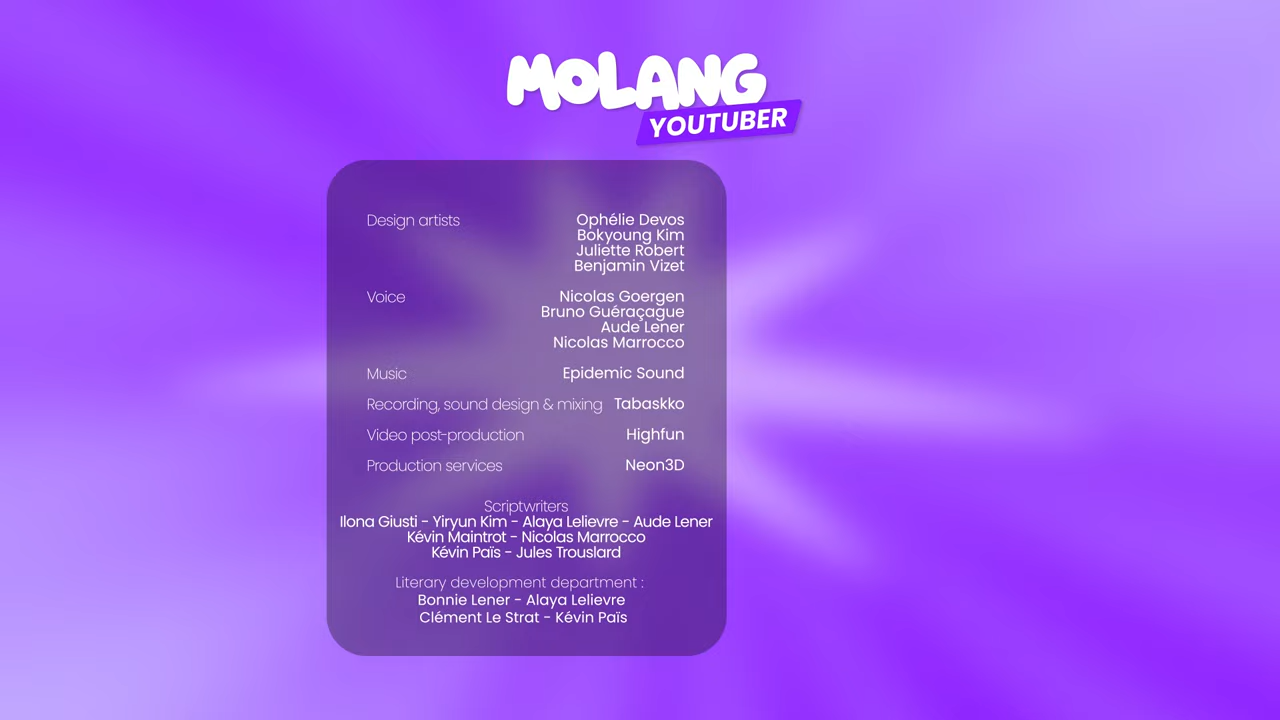 MOLANG
YOUTUBER
Design artists Ophélie Devos
Bokyoung Kim
Juliette Robert
Benjamin Vizet
Voice Nicolas Goergen
Bruno Guéraçague
Aude Lener
Nicolas Marrocco
Music Epidemic Sound
Recording, sound design & mixing Tabaskko
Video post-production Highfun
Production services Neon3D
Scriptwriters
Ilona Giusti - Yiryun Kim - Alaya Lelievre - Aude Lener
Kévin Maintrot - Nicolas Marrocco
Kévin Païs - Jules Trouslard
Literary development department :
Bonnie Lener - Alaya Lelievre
Clément Le Strat - Kévin Païs